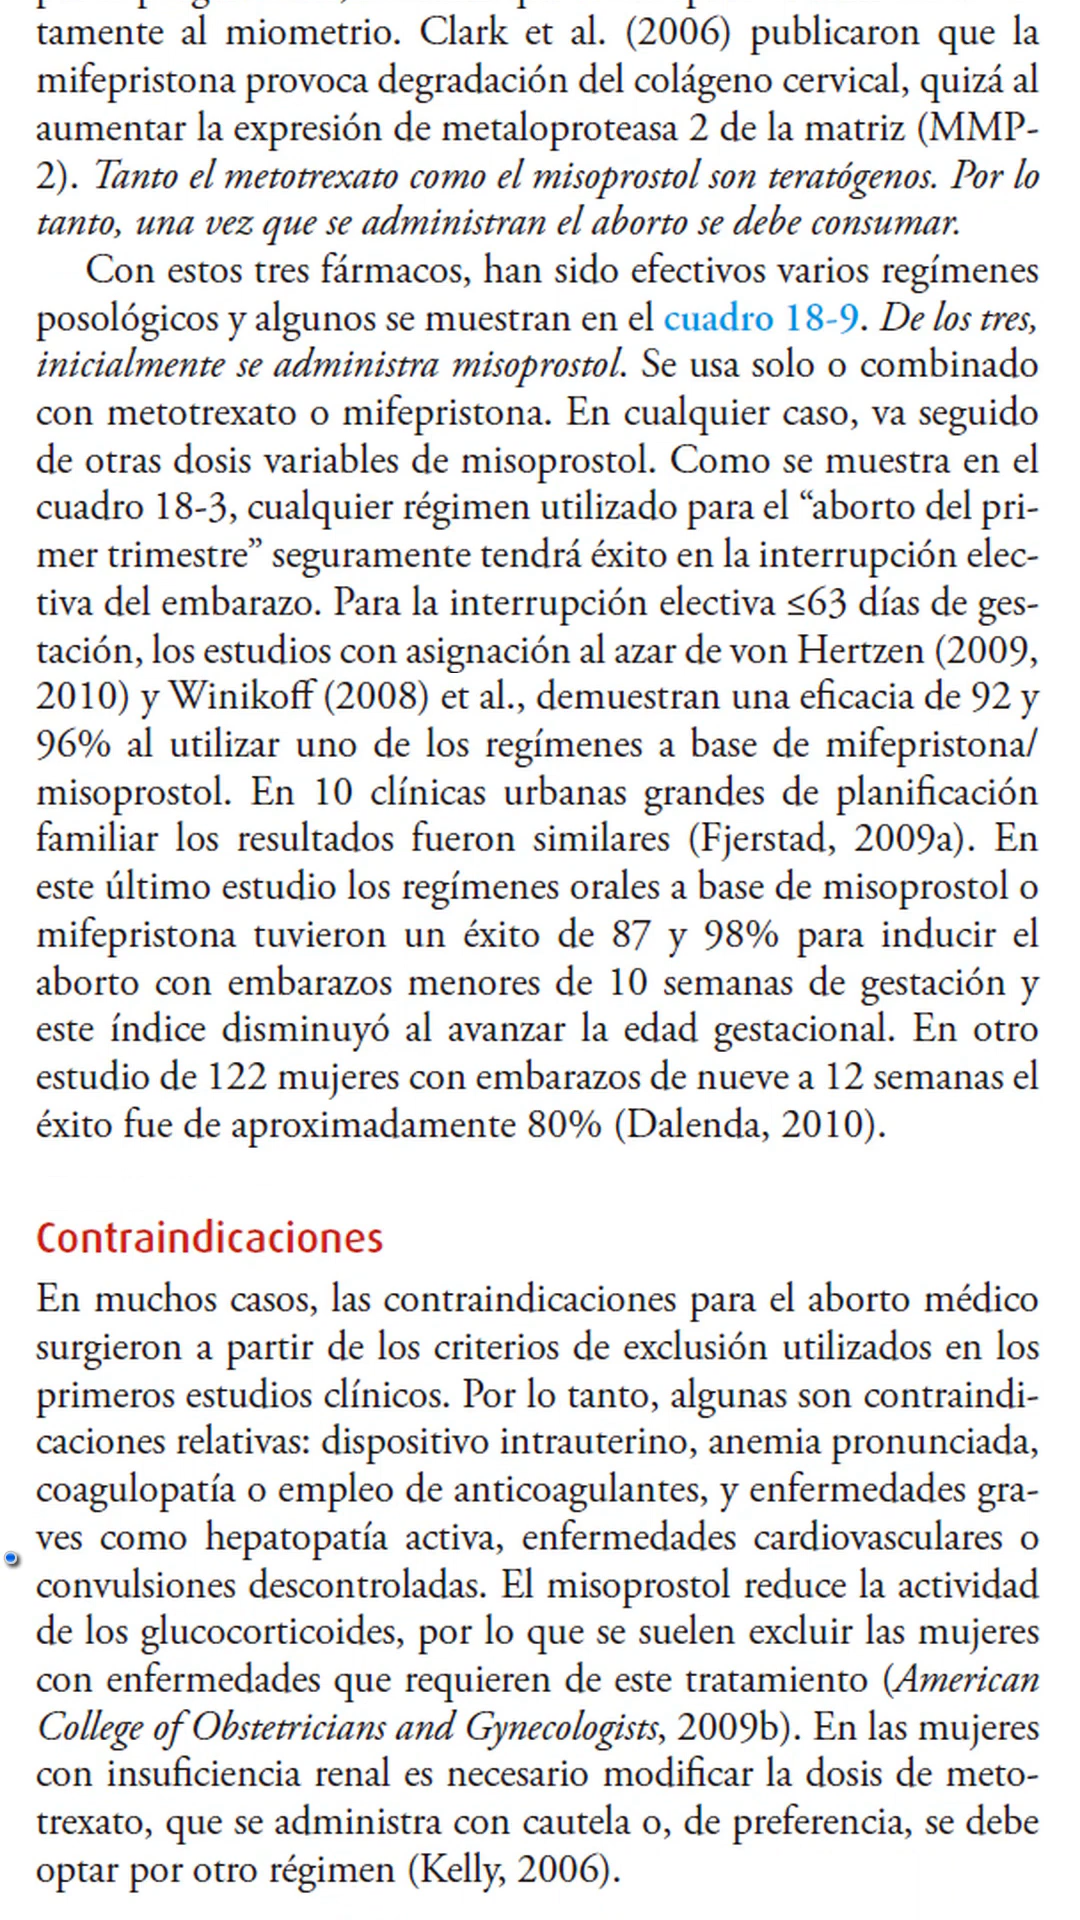 tamente al miometrio. Clark et al. (2006) publicaron que la
mifepristona provoca degradación del colágeno cervical, quizá al
aumentar la expresión de metaloproteasa 2 de la matriz (MMP-
2). Tanto el metotrexato como el misoprostol son teratógenos. Por lo
tanto, una vez que se administran el aborto se debe consumar.
Con estos tres fármacos, han sido efectivos varios regímenes
posológicos y algunos se muestran en el cuadro 18-9. De los tres,
inicialmente se administra misoprostol. Se usa solo o combinado
con metotrexato o mifepristona. En cualquier caso, va seguido
de otras dosis variables de misoprostol. Como se muestra en el
cuadro 18-3, cualquier régimen utilizado para el “aborto del pri-
mer trimestre” seguramente tendrá éxito en la interrupción elec-
tiva del embarazo. Para la interrupción electiva ≤63 días de ges-
tación, los estudios con asignación al azar de von Hertzen (2009,
2010) y Winikoff (2008) et al., demuestran una eficacia de 92 y
96% al utilizar uno de los regímenes a base de mifepristona/
misoprostol. En 10 clínicas urbanas grandes de planificación
familiar los resultados fueron similares (Fjerstad, 2009a). En
este último estudio los regímenes orales a base de misoprostol o
mifepristona tuvieron un éxito de 87 y 98% para inducir el
aborto con embarazos menores de 10 semanas de gestación y
este índice disminuyó al avanzar la edad gestacional. En otro
estudio de 122 mujeres con embarazos de nueve a 12 semanas el
éxito fue de aproximadamente 80% (Dalenda, 2010).
Contraindicaciones
En muchos casos, las contraindicaciones para el aborto médico
surgieron a partir de los criterios de exclusión utilizados en los
primeros estudios clínicos. Por lo tanto, algunas son contraindi-
caciones relativas: dispositivo intrauterino, anemia pronunciada,
coagulopatía o empleo de anticoagulantes, y enfermedades gra-
ves como hepatopatía activa, enfermedades cardiovasculares o
convulsiones descontroladas. El misoprostol reduce la actividad
de los glucocorticoides, por lo que se suelen excluir las mujeres
con enfermedades que requieren de este tratamiento (American
College of Obstetricians and Gynecologists, 2009b). En las mujeres
con insuficiencia renal es necesario modificar la dosis de meto-
trexato, que se administra con cautela o, de preferencia, se debe
optar por otro régimen (Kelly, 2006).